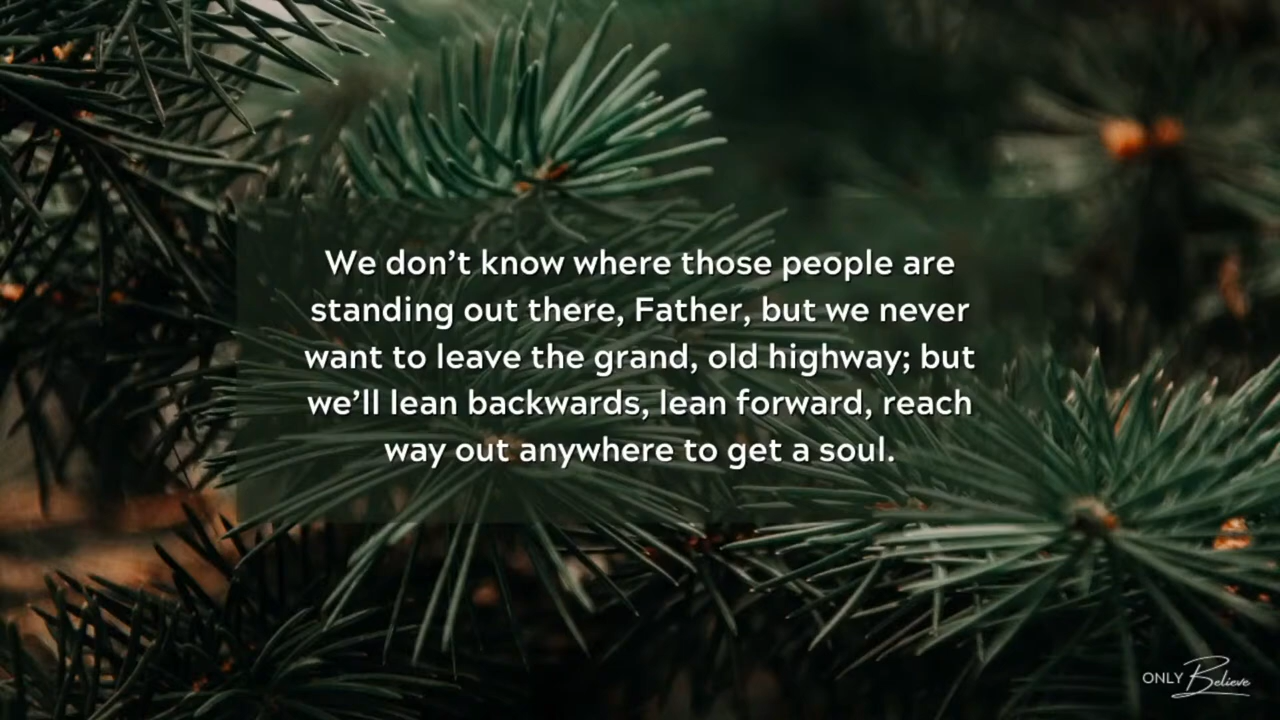 We don’t know where those people are
standing out there, Father, but we never
want to leave the grand, old highway; but
we’ll lean backwards, lean forward, reach
way out anywhere to get a soul.
ONLY Believe